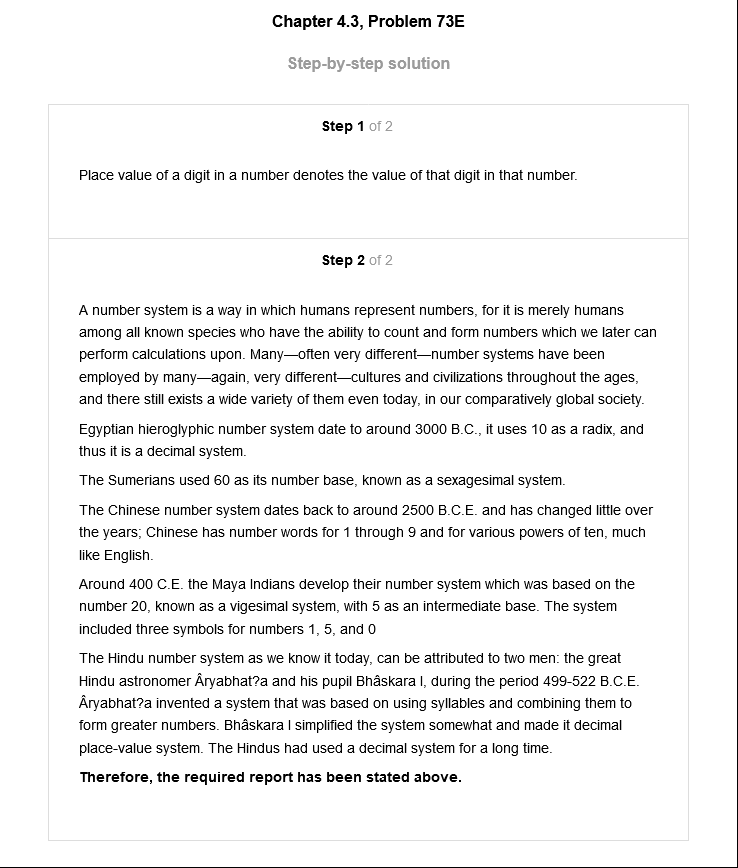 Chapter 4.3, Problem 73E
Step-by-step solution
Step 1 of 2
Place value of a digit in a number denotes the value of that digit in that number.
Step 2 of 2
A number system is a way in which humans represent numbers, for it is merely humans
among all known species who have the ability to count and form numbers which we later can
perform calculations upon. Many—often very different—number systems have been
employed by many—again, very different—cultures and civilizations throughout the ages,
and there still exists a wide variety of them even today, in our comparatively global society.
Egyptian hieroglyphic number system date to around 3000 B.C., it uses 10 as a radix, and
thus it is a decimal system.
The Sumerians used 60 as its number base, known as a sexagesimal system.
The Chinese number system dates back to around 2500 B.C.E. and has changed little over
the years; Chinese has number words for 1 through 9 and for various powers of ten, much
like English.
Around 400 C.E. the Maya Indians develop their number system which was based on the
number 20, known as a vigesimal system, with 5 as an intermediate base. The system
included three symbols for numbers 1, 5, and 0
The Hindu number system as we know it today, can be attributed to two men: the great
Hindu astronomer Âryabhat?a and his pupil Bhâskara I, during the period 499-522 B.C.E.
Âryabhat?a invented a system that was based on using syllables and combining them to
form greater numbers. Bhâskara I simplified the system somewhat and made it decimal
place-value system. The Hindus had used a decimal system for a long time.
Therefore, the required report has been stated above.